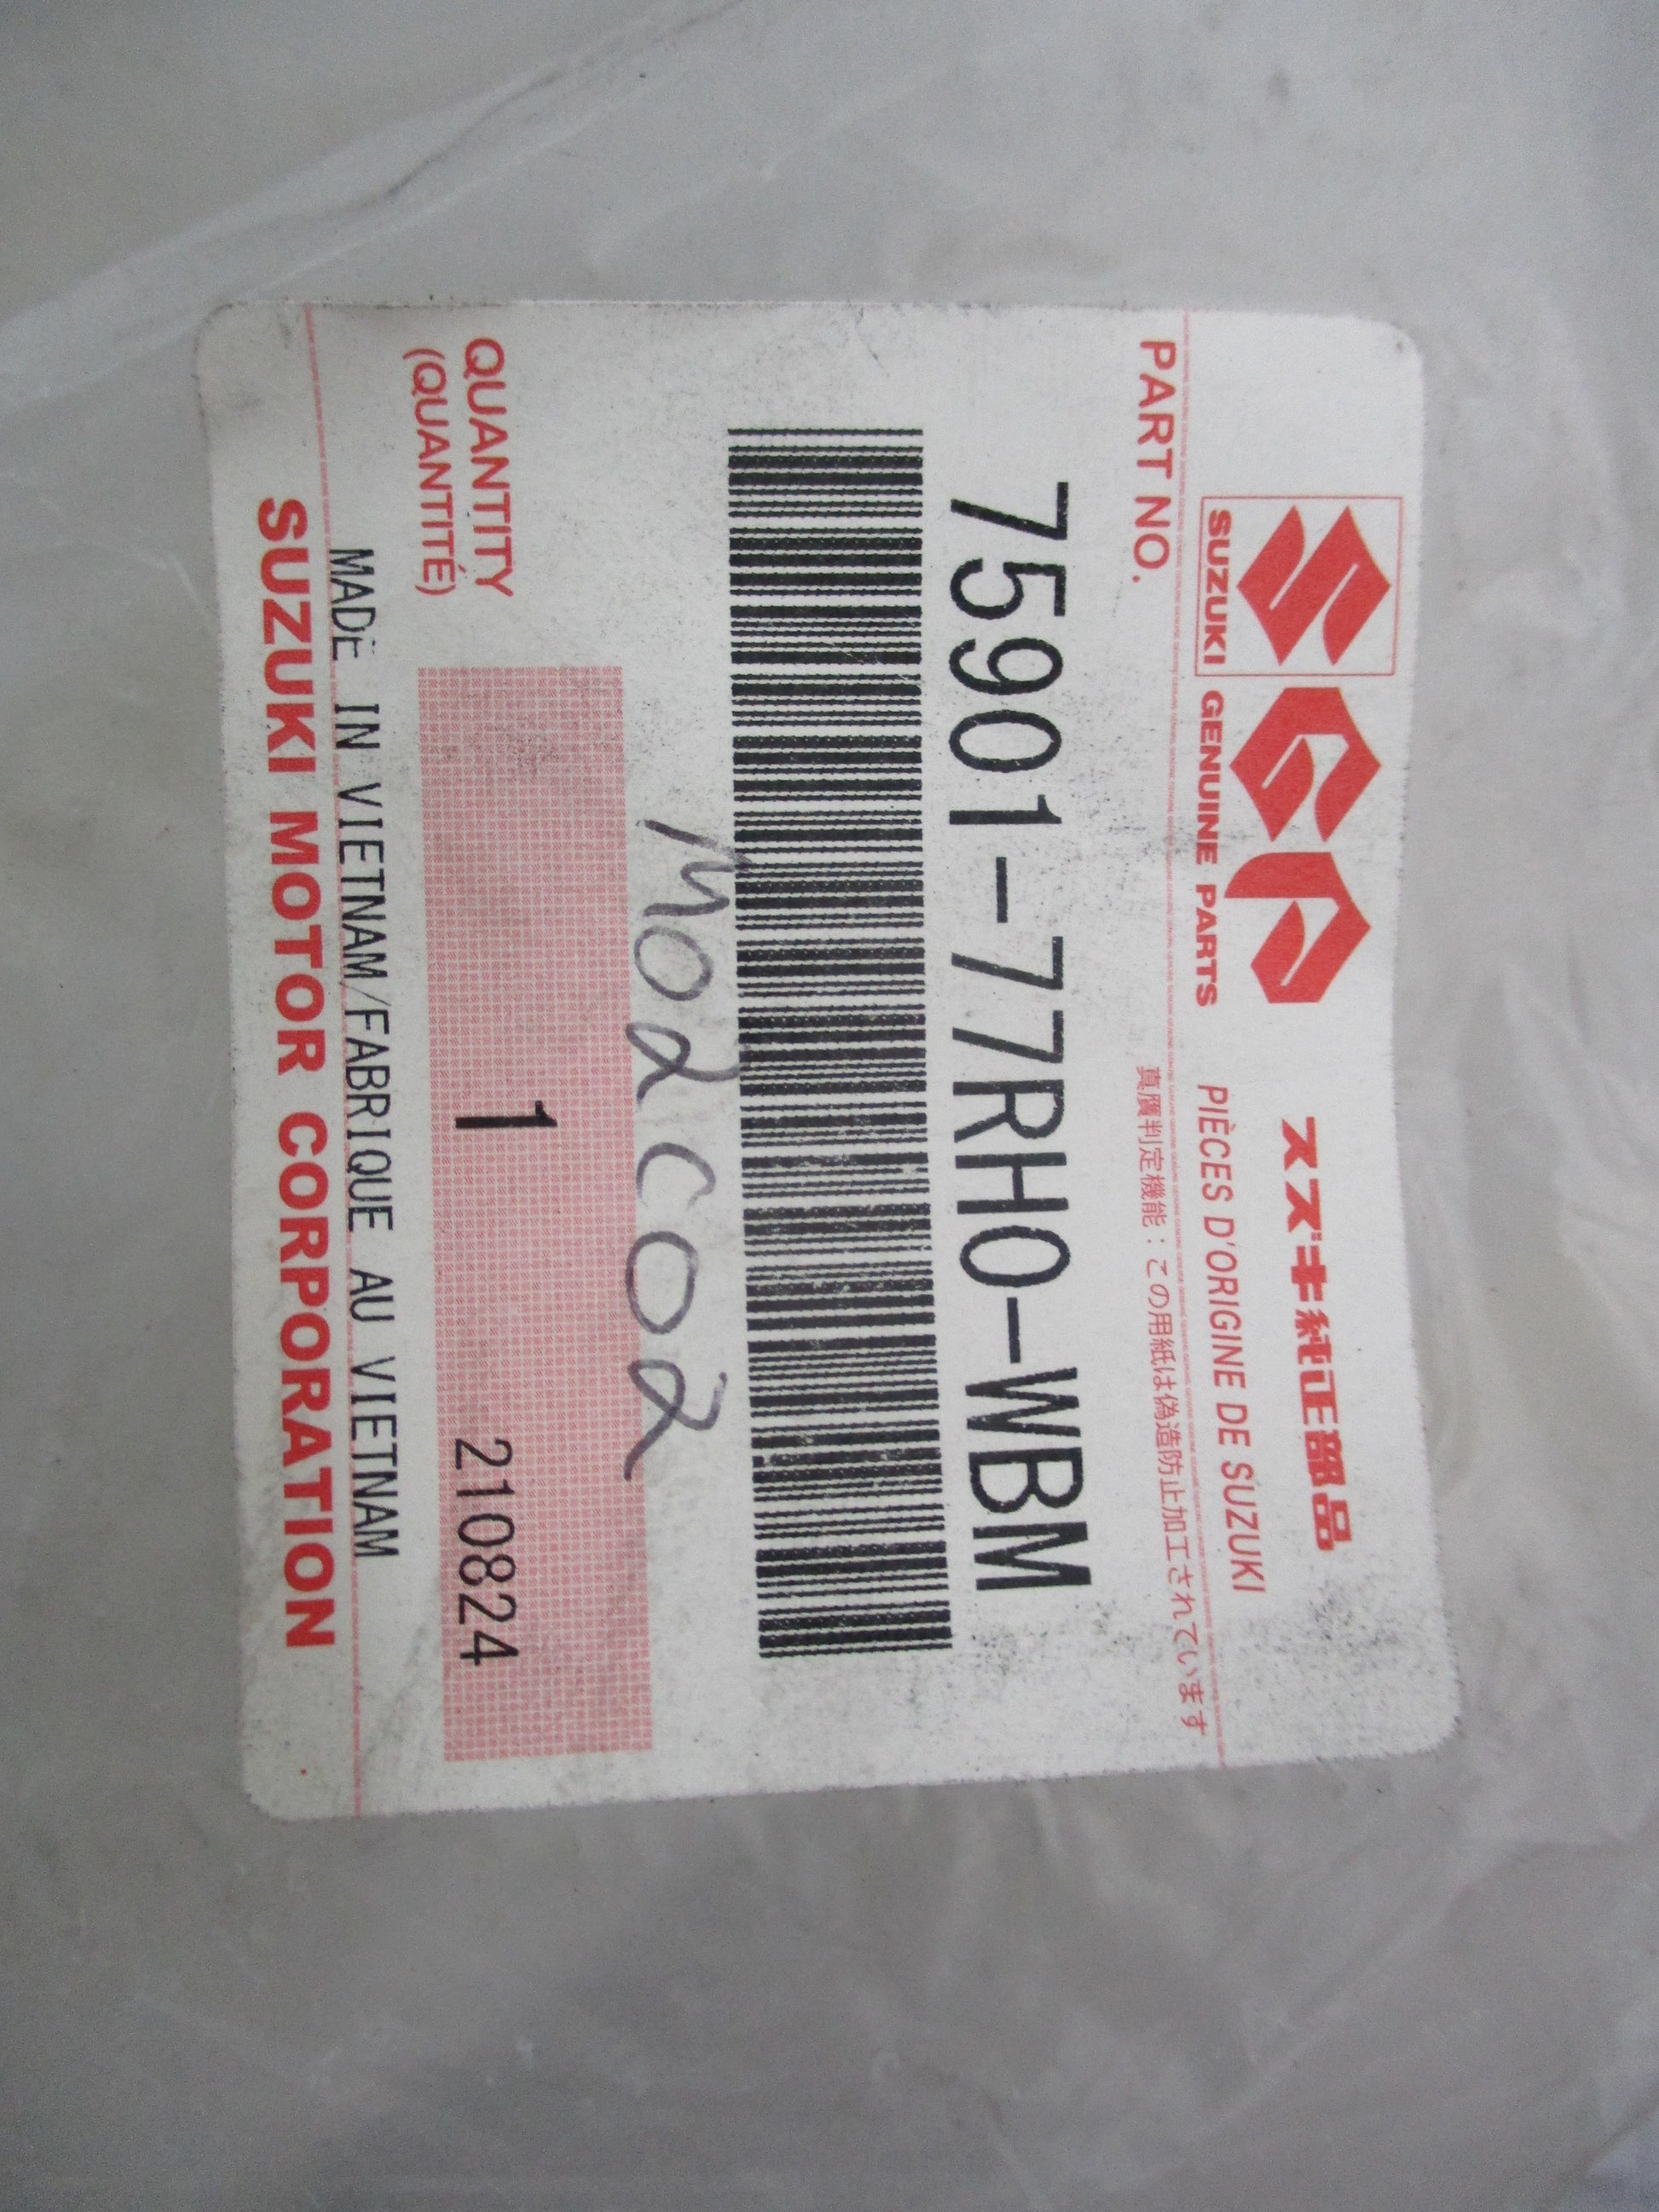 SUZUKI
GENUINE PARTS
スズキ純正部品
PIÈCES D'ORIGINE DE SUZUKI
PART NO.
真贋判定機能：この用紙は偽造防止加工されています
75901-77RH0-WBM
M02C02
QUANTITY
(QUANTITÉ)
1
210824
MADE IN VIETNAM/FABRIQUE AU VIETNAM
SUZUKI MOTOR CORPORATION